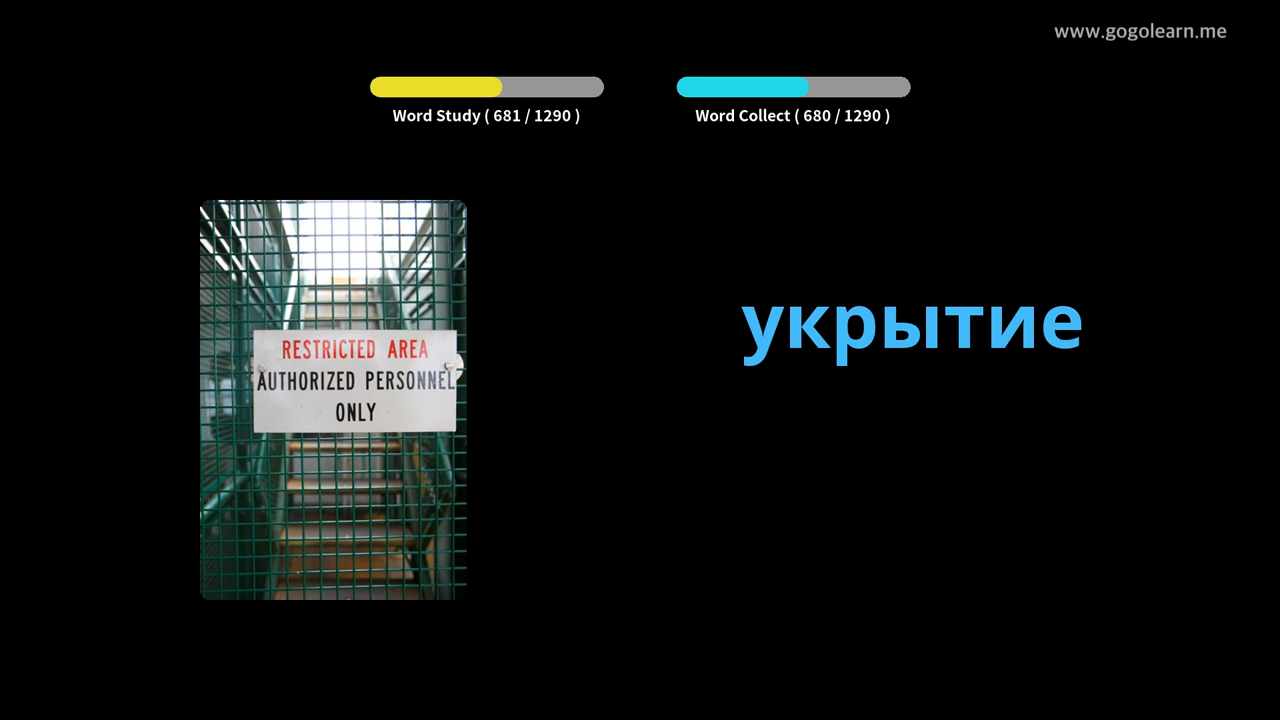 www.gogolearn.me
Word Study ( 681 / 1290 )
Word Collect ( 680 / 1290 )
RESTRICTED AREA
AUTHORIZED PERSONNEL
ONLY
укрытие